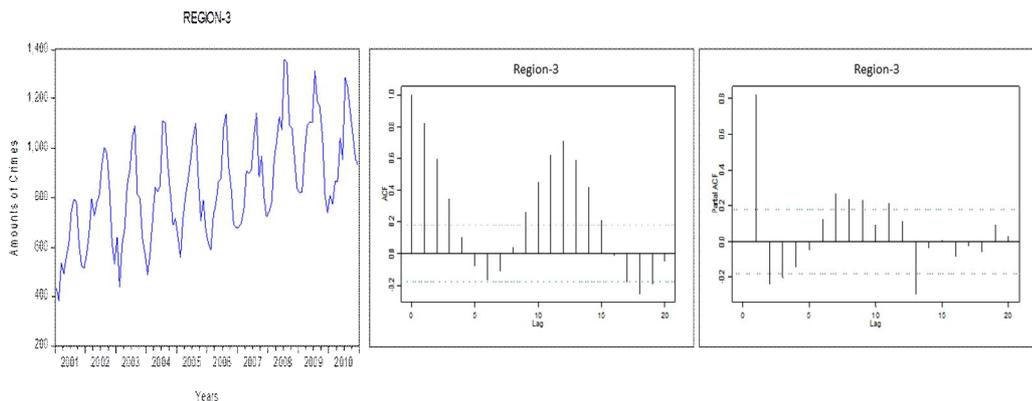 REGION-3
1,400
1,200
1,000
800
600
400
200
Amounts of Crimes
2001 2002 2003 2004 2005 2006 2007 2008 2009 2010
Years
Region-3
1.0
0.8
0.6
0.4
0.2
0.0
-0.2
ACF
0 5 10 15 20
Lag
Region-3
0.8
0.6
0.4
0.2
0.0
-0.2
Partial ACF
0 5 10 15 20
Lag